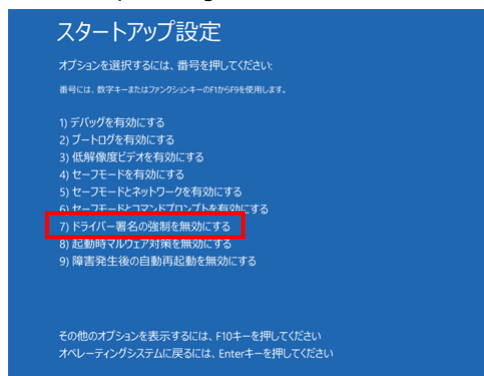 スタートアップ設定
オプションを選択するには、番号を押してください:
番号には、数字キーまたはファンクションキーのF1からF9を使用します。
1) デバッグを有効にする
2) ブートログを有効にする
3) 低解像度ビデオを有効にする
4) セーフモードを有効にする
5) セーフモードとネットワークを有効にする
6) セーフモードとコマンドプロンプトを有効にする
7) ドライバー署名の強制を無効にする
8) 起動時マルウェア対策を無効にする
9) 障害発生後の自動再起動を無効にする
その他のオプションを表示するには、F10キーを押してください
オペレーティングシステムに戻るには、Enterキーを押してください